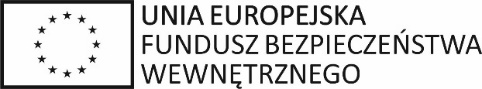 UNIA EUROPEJSKA
FUNDUSZ BEZPIECZEŃSTWA
WEWNĘTRZNEGO